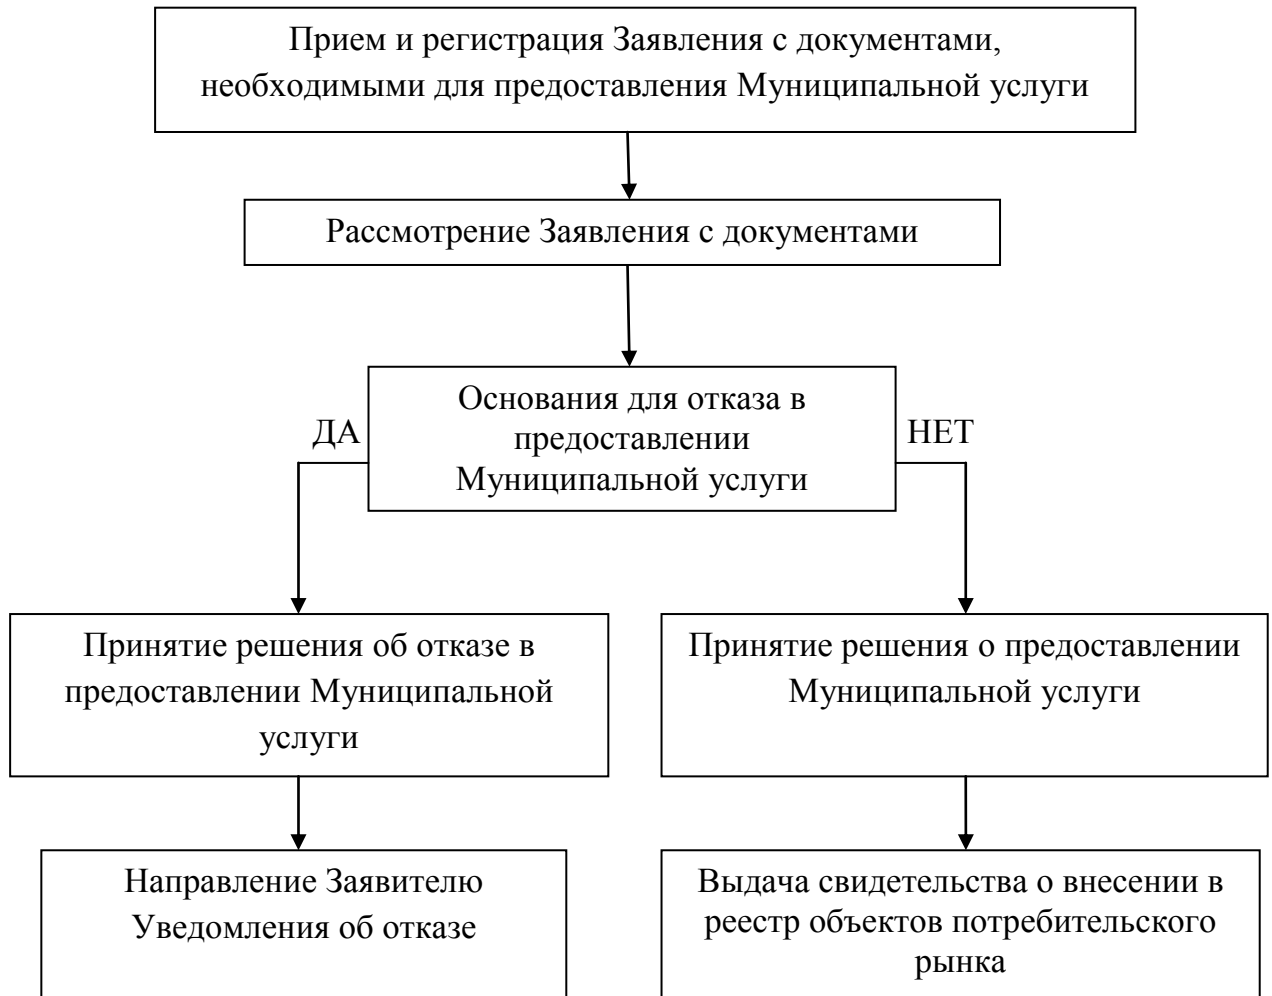 Прием и регистрация Заявления с документами,
необходимыми для предоставления Муниципальной услуги
Рассмотрение Заявления с документами
Основания для отказа в
предоставлении
Муниципальной услуги
ДА
НЕТ
Принятие решения об отказе в
предоставлении Муниципальной
услуги
Принятие решения о предоставлении
Муниципальной услуги
Направление Заявителю
Уведомления об отказе
Выдача свидетельства о внесении в
реестр объектов потребительского
рынка